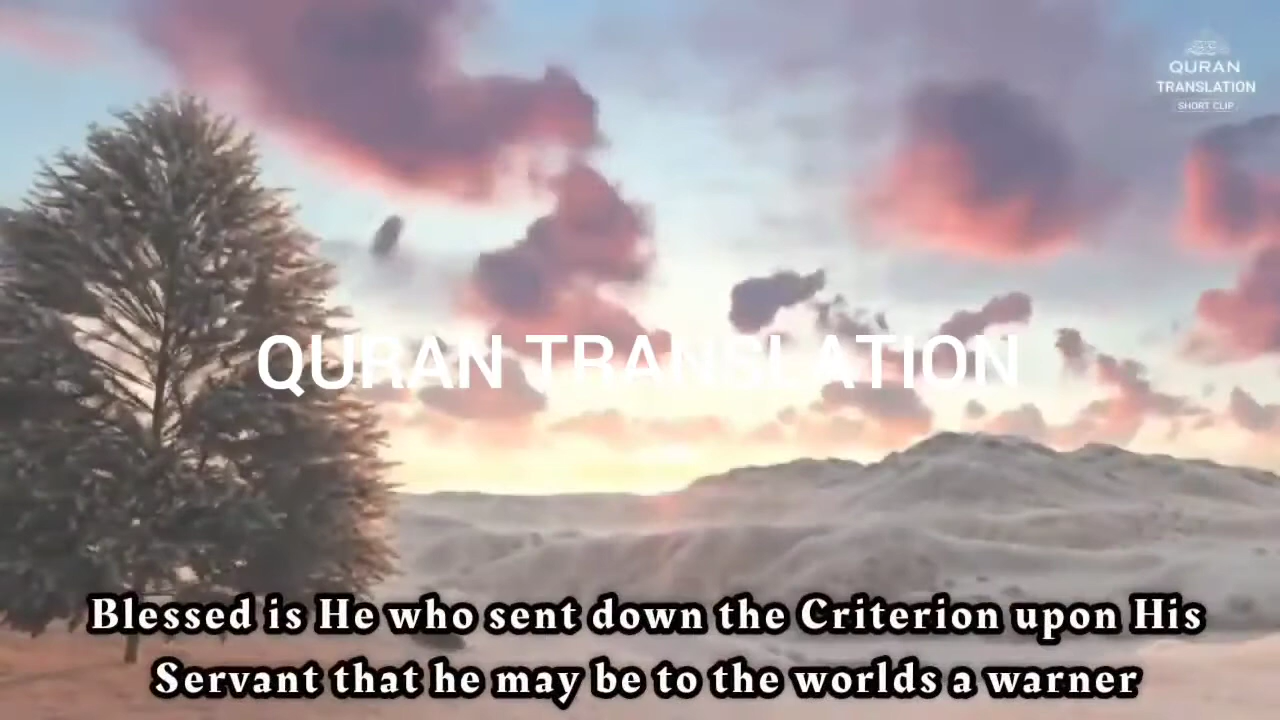 QURAN
TRANSLATION
SHORT CLIP
QURAN TRANSLATION
Blessed is He who sent down the Criterion upon His
Servant that he may be to the worlds a warner